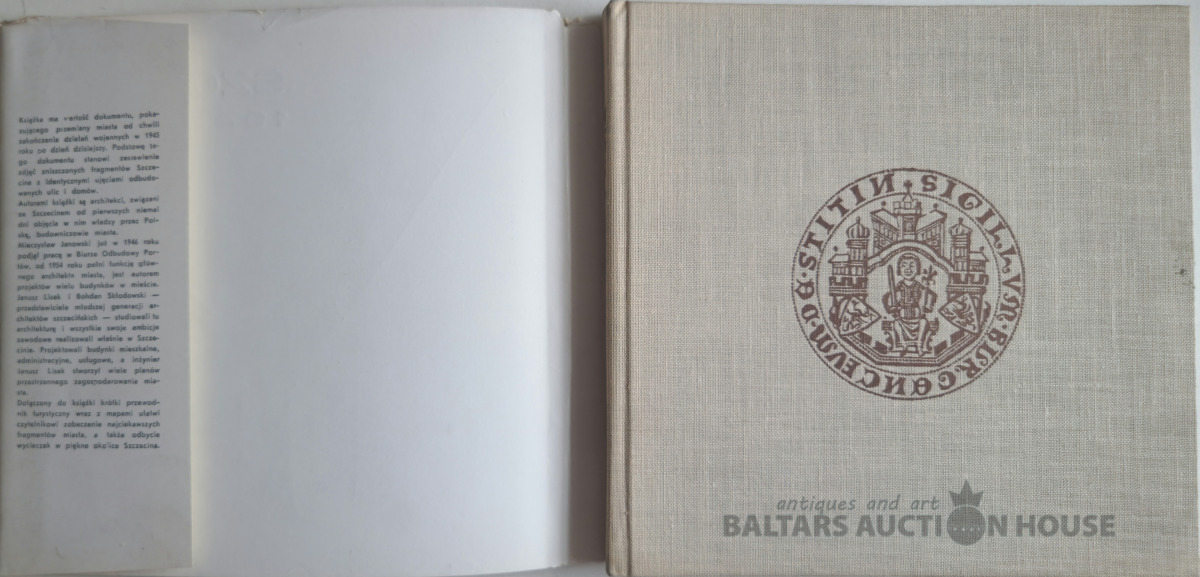 Książka ma wartość dokumentu, poka-
zującego przemiany miasta od chwili
zakończenia działań wojennych w 1945
roku po dzień dzisiejszy. Podstawę te-
go dokumentu stanowi zestawienie
zdjęć zniszczonych fragmentów Szcze-
cina z identycznymi ujęciami odbudo-
wanych ulic i domów.
Autorami książki są architekci, związani
ze Szczecinem od pierwszych niemal
dni objęcia w nim władzy przez Pol-
skę, budowniczowie miasta.
Mieczysław Janowski już w 1946 roku
podjął pracę w Biurze Odbudowy Por-
tów, od 1954 roku pełni funkcję głów-
nego architekta miasta, jest autorem
projektów wielu budynków w mieście.
Janusz Lisek i Bohdan Skłodowski —
przedstawiciele młodszej generacji ar-
chitektów szczecińskich — studiowali tu
architekturę i wszystkie swoje ambicje
zawodowe realizowali właśnie w Szcze-
cinie. Projektowali budynki mieszkalne,
administracyjne, usługowe, a inżynier
Janusz Lisek stworzył wiele planów
przestrzennego zagospodarowania mia-
sta.
Dołączony do książki krótki przewod-
nik turystyczny wraz z mapami ułatwi
czytelnikowi zobaczenie najciekawszych
fragmentów miasta, a także odbycie
wycieczek w piękne okolice Szczecina.
SIGILLVM·BVRGONCEVM·DE·STITIN
antiques and art
BALTARS AUCTION HOUSE